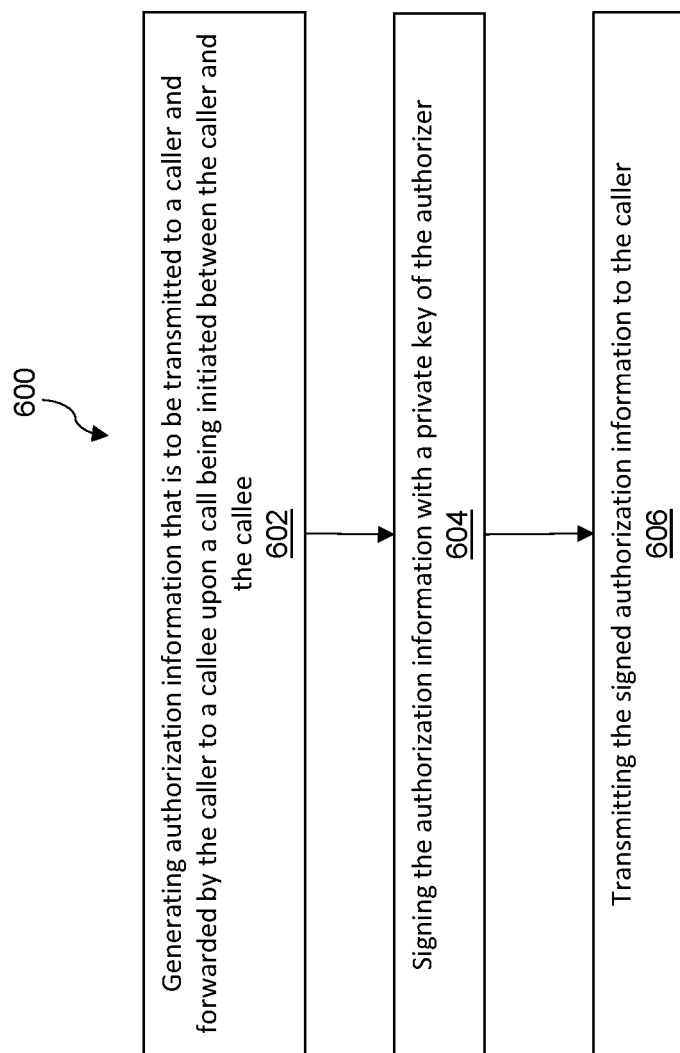 600
Generating authorization information that is to be transmitted to a caller and
forwarded by the caller to a callee upon a call being initiated between the caller and
the callee
602
Signing the authorization information with a private key of the authorizer
604
Transmitting the signed authorization information to the caller
606